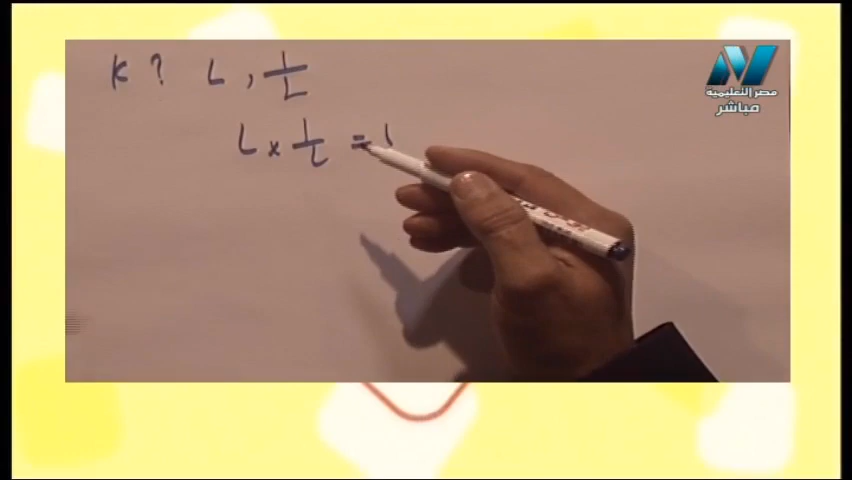 K ? L , 1/L
L × 1/L = 1
مصر التعليمية
مباشر